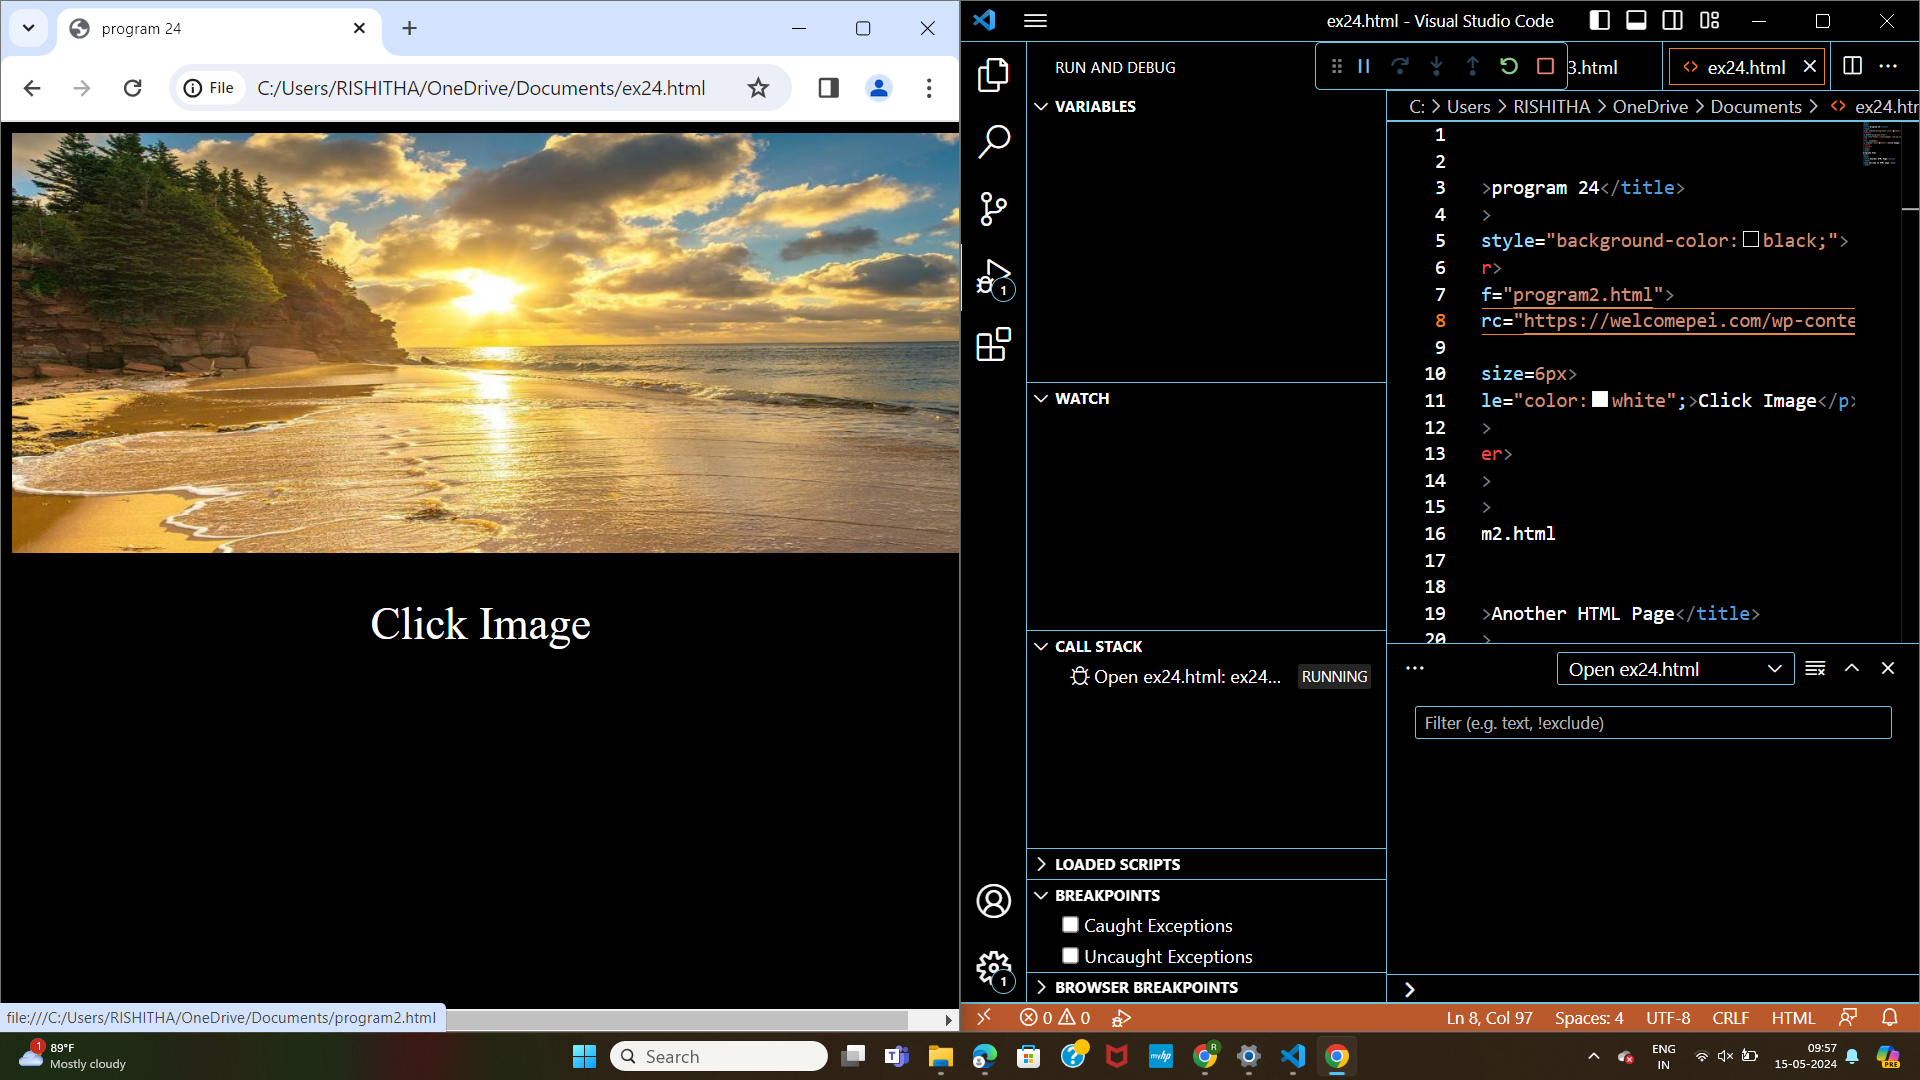 program 24
File
C:/Users/RISHITHA/OneDrive/Documents/ex24.html
Click Image
file:///C:/Users/RISHITHA/OneDrive/Documents/program2.html
ex24.html - Visual Studio Code
RUN AND DEBUG
3.html
ex24.html
C: > Users > RISHITHA > OneDrive > Documents > ex24.htm
VARIABLES
WATCH
CALL STACK
Open ex24.html: ex24...
RUNNING
LOADED SCRIPTS
BREAKPOINTS
Caught Exceptions
Uncaught Exceptions
BROWSER BREAKPOINTS
1
1
1
2
3 >program 24</title>
4 >
5 style="background-color:black;">
6 r>
7 f="program2.html">
8 rc="https://welcomepei.com/wp-conte
9
10 size=6px>
11 le="color:white";>Click Image</p>
12 >
13 er>
14 >
15 >
16 m2.html
17
18
19 >Another HTML Page</title>
20 >
Open ex24.html
Filter (e.g. text, !exclude)
0 0
Ln 8, Col 97
Spaces: 4
UTF-8
CRLF
HTML
1
89°F
Mostly cloudy
Search
myhp
R
ENG
IN
09:57
15-05-2024
PRE